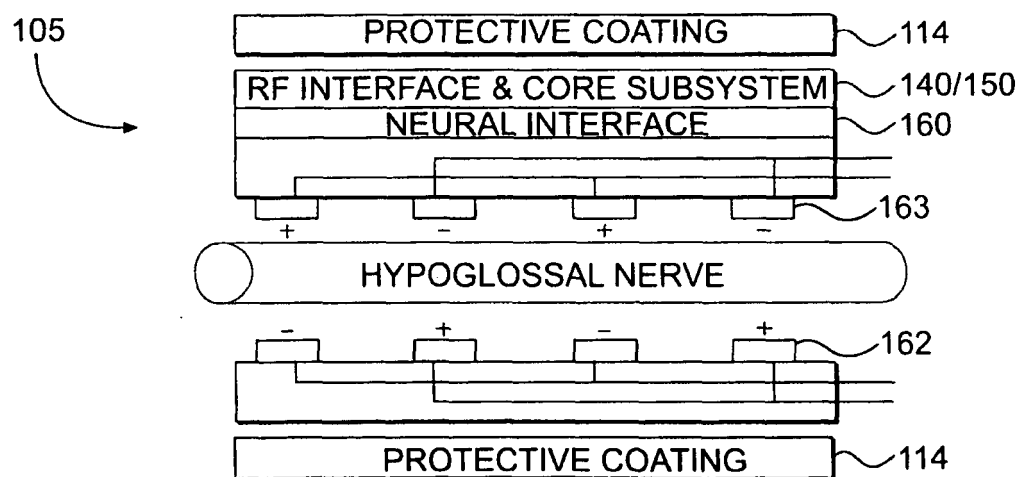 105
PROTECTIVE COATING 114
RF INTERFACE & CORE SUBSYSTEM 140/150
NEURAL INTERFACE 160
163
+ - + -
HYPOGLOSSAL NERVE
- + - +
162
PROTECTIVE COATING 114